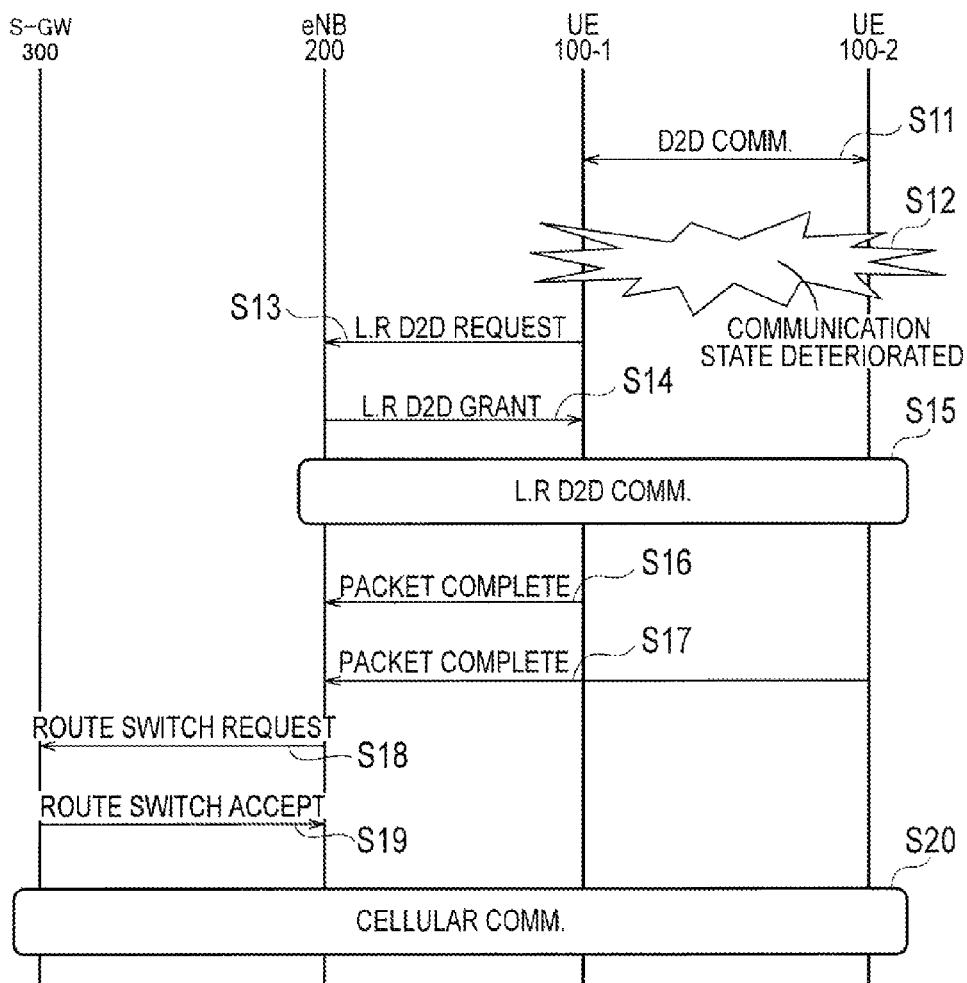 S-GW
300
eNB
200
UE
100-1
UE
100-2
S11
D2D COMM.
S12
COMMUNICATION
STATE DETERIORATED
S13
L.R D2D REQUEST
S14
L.R D2D GRANT
S15
L.R D2D COMM.
S16
PACKET COMPLETE
S17
PACKET COMPLETE
ROUTE SWITCH REQUEST
S18
ROUTE SWITCH ACCEPT
S19
S20
CELLULAR COMM.